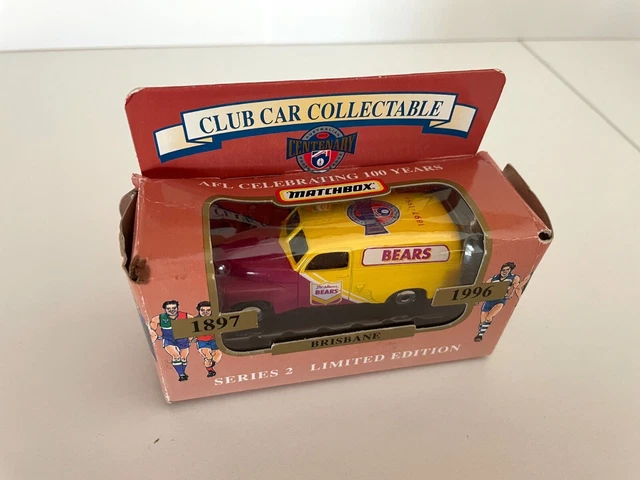 CLUB CAR COLLECTABLE
CENTENARY
AFL CELEBRATING 100 YEARS
MATCHBOX
BEARS
Brisbane
BEARS
1897
1996
BRISBANE
SERIES 2 LIMITED EDITION